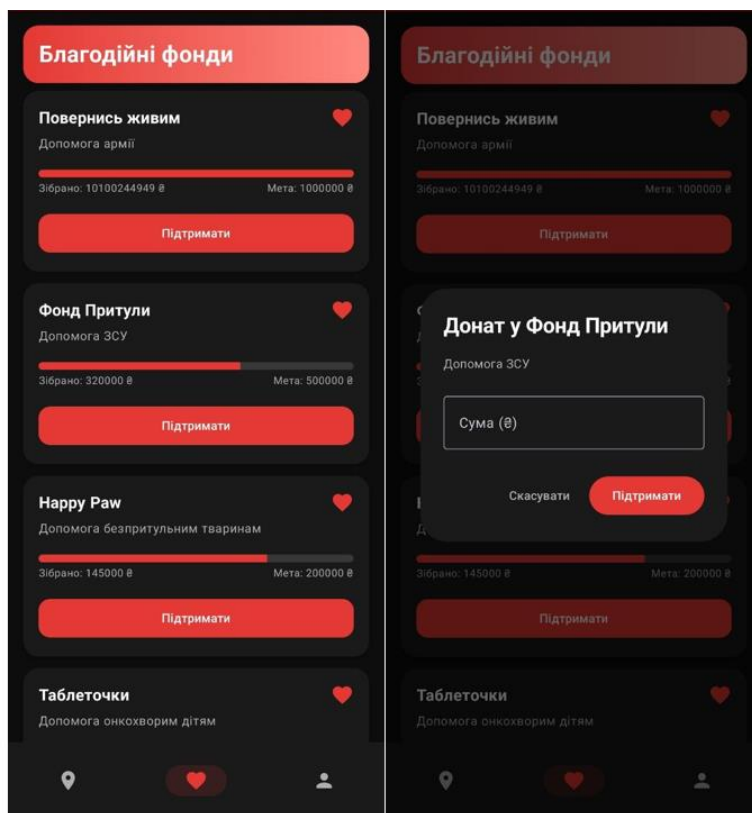 Благодійні фонди
Повернись живим
Допомога армії
Зібрано: 10100244949 ₴ Мета: 1000000 ₴
Підтримати
Фонд Притули
Допомога ЗСУ
Зібрано: 320000 ₴ Мета: 500000 ₴
Підтримати
Happy Paw
Допомога безпритульним тваринам
Зібрано: 145000 ₴ Мета: 200000 ₴
Підтримати
Таблеточки
Допомога онкохворим дітям
Благодійні фонди
Повернись живим
Допомога армії
Зібрано: 10100244949 ₴ Мета: 1000000 ₴
Підтримати
Донат у Фонд Притули
Допомога ЗСУ
Сума (₴)
Скасувати Підтримати
Зібрано: 145000 ₴ Мета: 200000 ₴
Підтримати
Таблеточки
Допомога онкохворим дітям